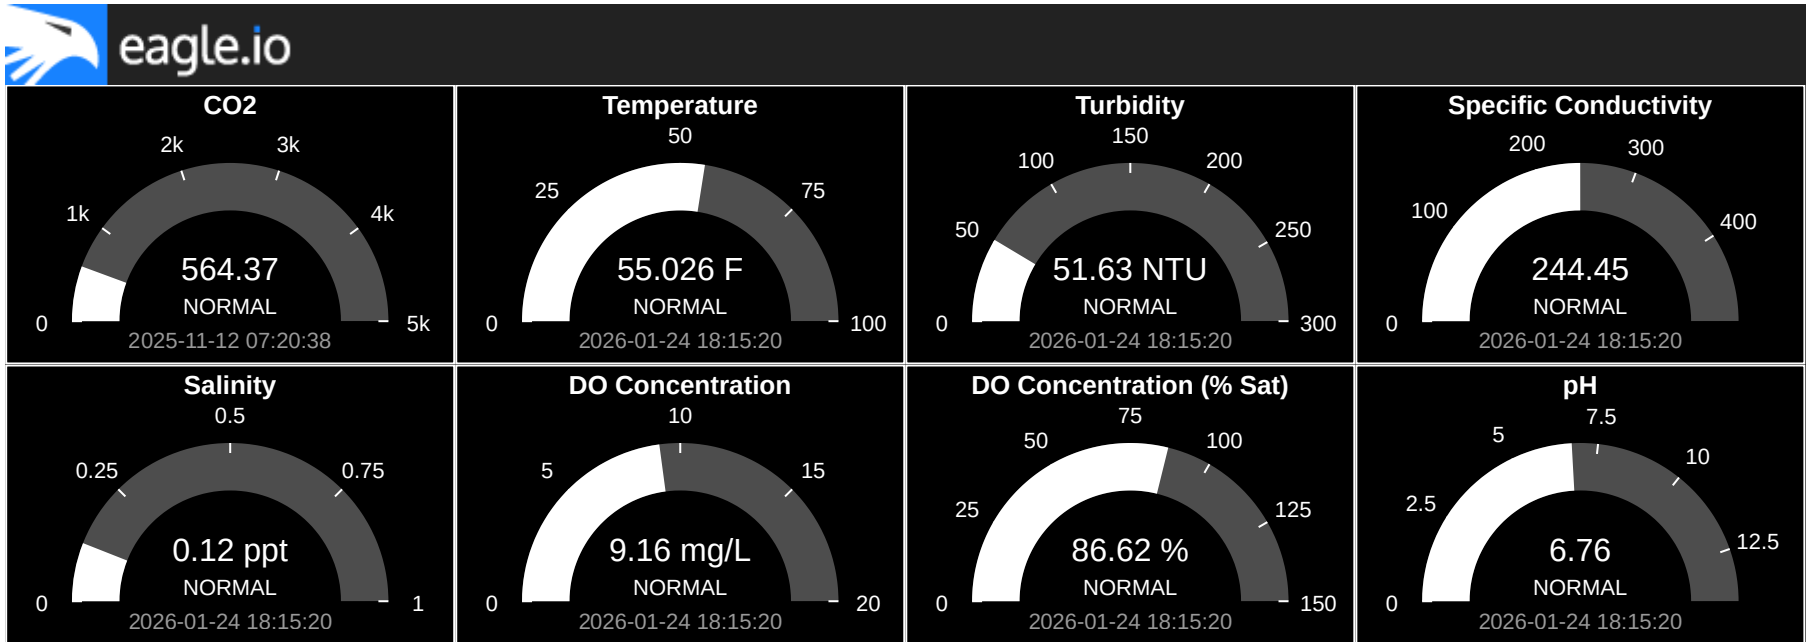 eagle.io
CO2
0
1k
2k
3k
4k
5k
564.37
NORMAL
2025-11-12 07:20:38
Temperature
0
25
50
75
100
55.026 F
NORMAL
2026-01-24 18:15:20
Turbidity
0
50
100
150
200
250
300
51.63 NTU
NORMAL
2026-01-24 18:15:20
Specific Conductivity
0
100
200
300
400
244.45
NORMAL
2026-01-24 18:15:20
Salinity
0
0.25
0.5
0.75
1
0.12 ppt
NORMAL
2026-01-24 18:15:20
DO Concentration
0
5
10
15
20
9.16 mg/L
NORMAL
2026-01-24 18:15:20
DO Concentration (% Sat)
0
25
50
75
100
125
150
86.62 %
NORMAL
2026-01-24 18:15:20
pH
0
2.5
5
7.5
10
12.5
6.76
NORMAL
2026-01-24 18:15:20